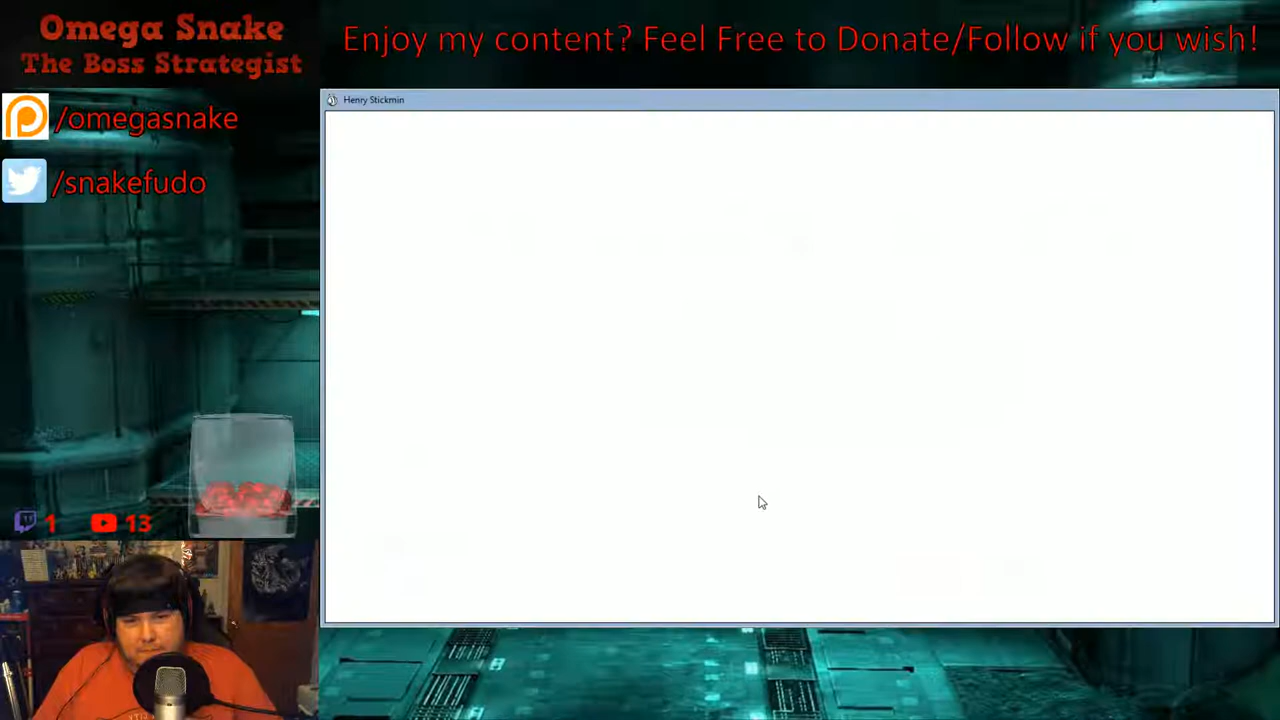 Omega Snake
The Boss Strategist
Enjoy my content? Feel Free to Donate/Follow if you wish!
/omegasnake
/snakefudo
Henry Stickmin
1
13